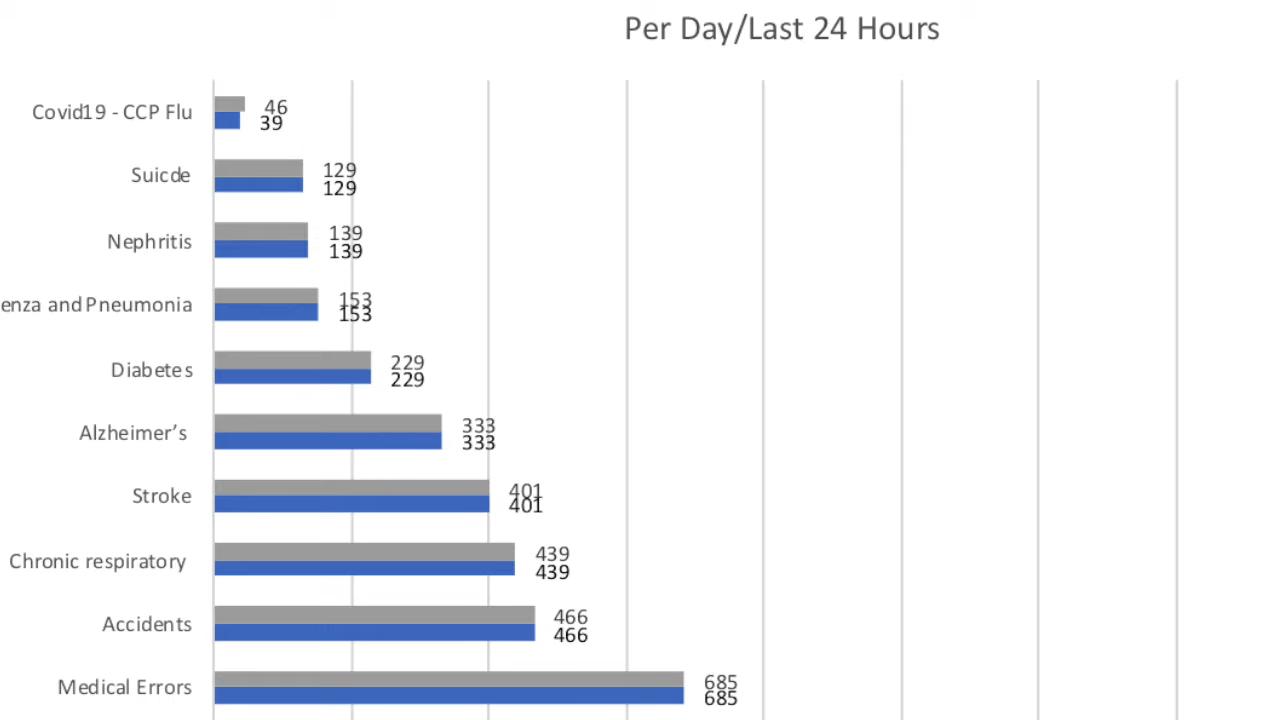 Per Day/Last 24 Hours
Covid19 - CCP Flu
46
39
Suicde
129
129
Nephritis
139
139
enza and Pneumonia
153
153
Diabetes
229
229
Alzheimer’s
333
333
Stroke
401
401
Chronic respiratory
439
439
Accidents
466
466
Medical Errors
685
685